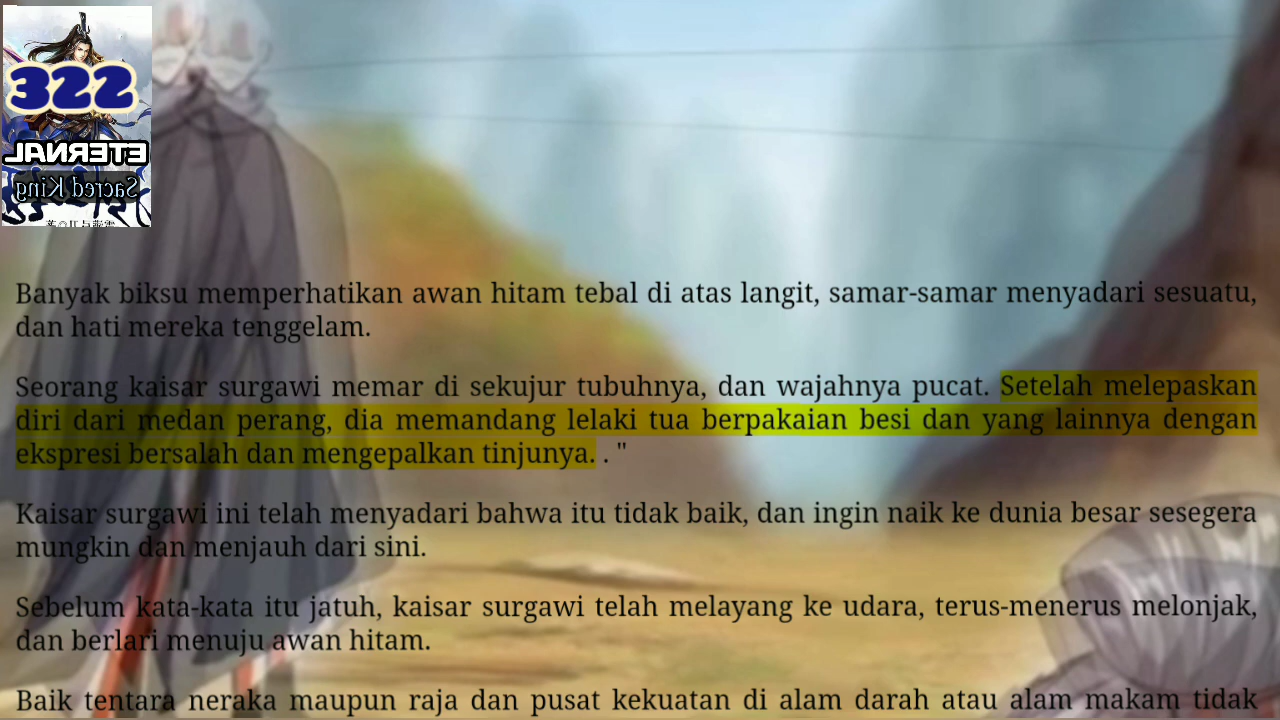 322
ETERNAL
Sacred King
Banyak biksu memperhatikan awan hitam tebal di atas langit, samar-samar menyadari sesuatu,
dan hati mereka tenggelam.
Seorang kaisar surgawi memar di sekujur tubuhnya, dan wajahnya pucat. Setelah melepaskan
diri dari medan perang, dia memandang lelaki tua berpakaian besi dan yang lainnya dengan
ekspresi bersalah dan mengepalkan tinjunya. . "
Kaisar surgawi ini telah menyadari bahwa itu tidak baik, dan ingin naik ke dunia besar sesegera
mungkin dan menjauh dari sini.
Sebelum kata-kata itu jatuh, kaisar surgawi telah melayang ke udara, terus-menerus melonjak,
dan berlari menuju awan hitam.
Baik tentara neraka maupun raja dan pusat kekuatan di alam darah atau alam makam tidak